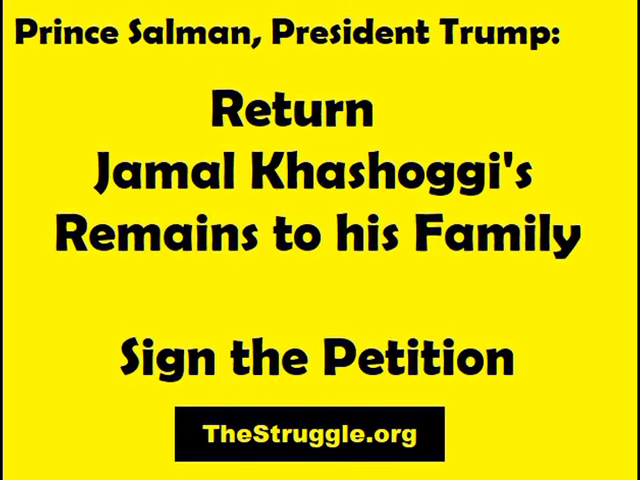 Prince Salman, President Trump:
Return
Jamal Khashoggi's
Remains to his Family
Sign the Petition
TheStruggle.org